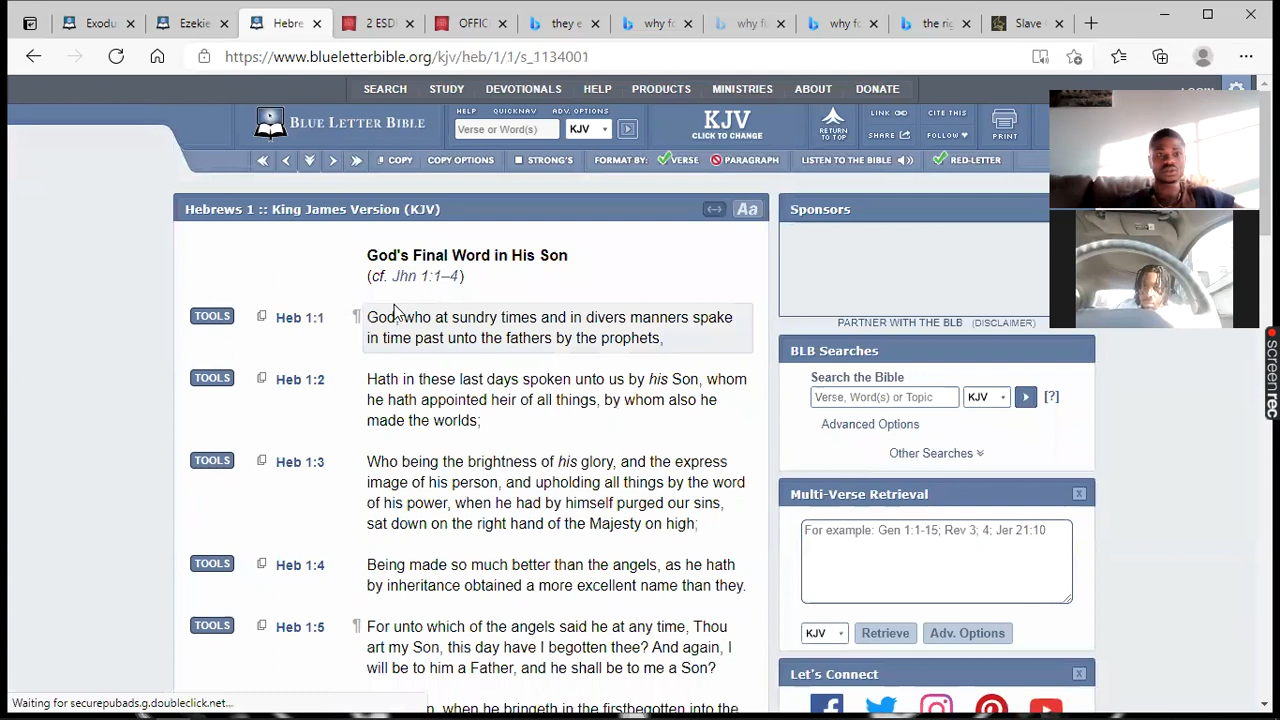 Exodu
Ezekie
Hebre
2 ESD
OFFIC
they e
why fo
why fo
why fo
the rig
Slave
https://www.blueletterbible.org/kjv/heb/1/1/s_1134001
SEARCH STUDY DEVOTIONALS HELP PRODUCTS MINISTRIES ABOUT DONATE
BLUE LETTER BIBLE
HELP QUICKNAV ADV. OPTIONS
Verse or Word(s) KJV
KJV
CLICK TO CHANGE
RETURN
TO TOP
LINK CITE THIS
SHARE FOLLOW
PRINT
COPY COPY OPTIONS STRONG'S FORMAT BY: VERSE PARAGRAPH LISTEN TO THE BIBLE RED-LETTER
Hebrews 1 :: King James Version (KJV)
Aa
God's Final Word in His Son
(cf. Jhn 1:1–4)
TOOLS Heb 1:1 ¶ God, who at sundry times and in divers manners spake
in time past unto the fathers by the prophets,
TOOLS Heb 1:2 Hath in these last days spoken unto us by his Son, whom
he hath appointed heir of all things, by whom also he
made the worlds;
TOOLS Heb 1:3 Who being the brightness of his glory, and the express
image of his person, and upholding all things by the word
of his power, when he had by himself purged our sins,
sat down on the right hand of the Majesty on high;
TOOLS Heb 1:4 Being made so much better than the angels, as he hath
by inheritance obtained a more excellent name than they.
TOOLS Heb 1:5 ¶ For unto which of the angels said he at any time, Thou
art my Son, this day have I begotten thee? And again, I
will be to him a Father, and he shall be to me a Son?
when he bringeth in the firstbegotten into the
Sponsors
PARTNER WITH THE BLB (DISCLAIMER)
BLB Searches
Search the Bible
Verse, Word(s) or Topic KJV [?]
Advanced Options
Other Searches
Multi-Verse Retrieval
For example: Gen 1:1-15; Rev 3; 4; Jer 21:10
KJV Retrieve Adv. Options
Let's Connect
screenrec
Waiting for securepubads.g.doubleclick.net...